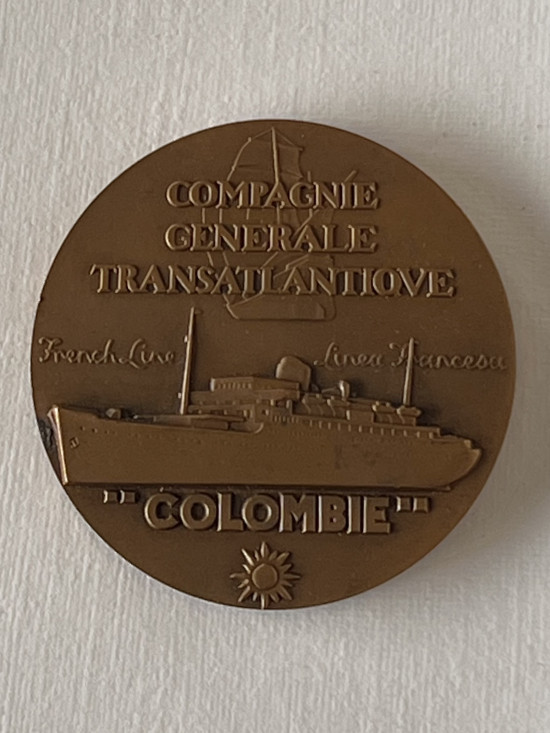 COMPAGNIE
GENERALE
TRANSATLANTIQVE
French Line Linea Francesa
"COLOMBIE"